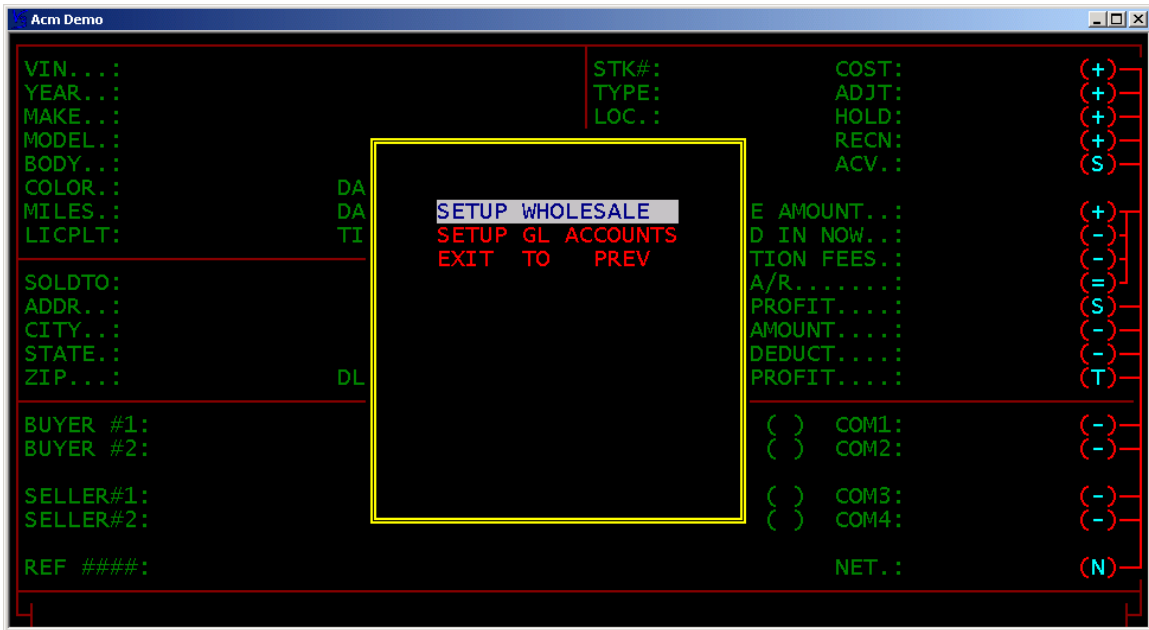 Acm Demo
VIN...: STK#: COST: (+)
YEAR..: TYPE: ADJT: (+)
MAKE..: LOC.: HOLD: (+)
MODEL.: RECN: (+)
BODY..: ACV.: (S)
COLOR.: DA
MILES.: DA SETUP WHOLESALE E AMOUNT..: (+)
LICPLT: TI SETUP GL ACCOUNTS D IN NOW..: (-)
EXIT TO PREV TION FEES.: (-)
SOLDTO: A/R.......: (=)
ADDR..: PROFIT....: (S)
CITY..: AMOUNT....: (-)
STATE.: DEDUCT....: (-)
ZIP...: DL PROFIT....: (T)
BUYER #1: ( ) COM1: (-)
BUYER #2: ( ) COM2: (-)
SELLER#1: ( ) COM3: (-)
SELLER#2: ( ) COM4: (-)
REF ####: NET.: (N)